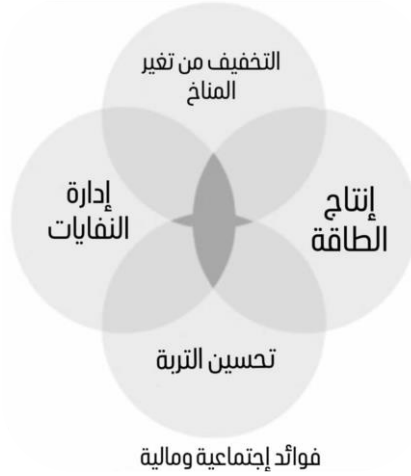 التخفيف من تغير
المناخ
إدارة
النفايات
إنتاج
الطاقة
تحسين التربة
فوائد إجتماعية ومالية